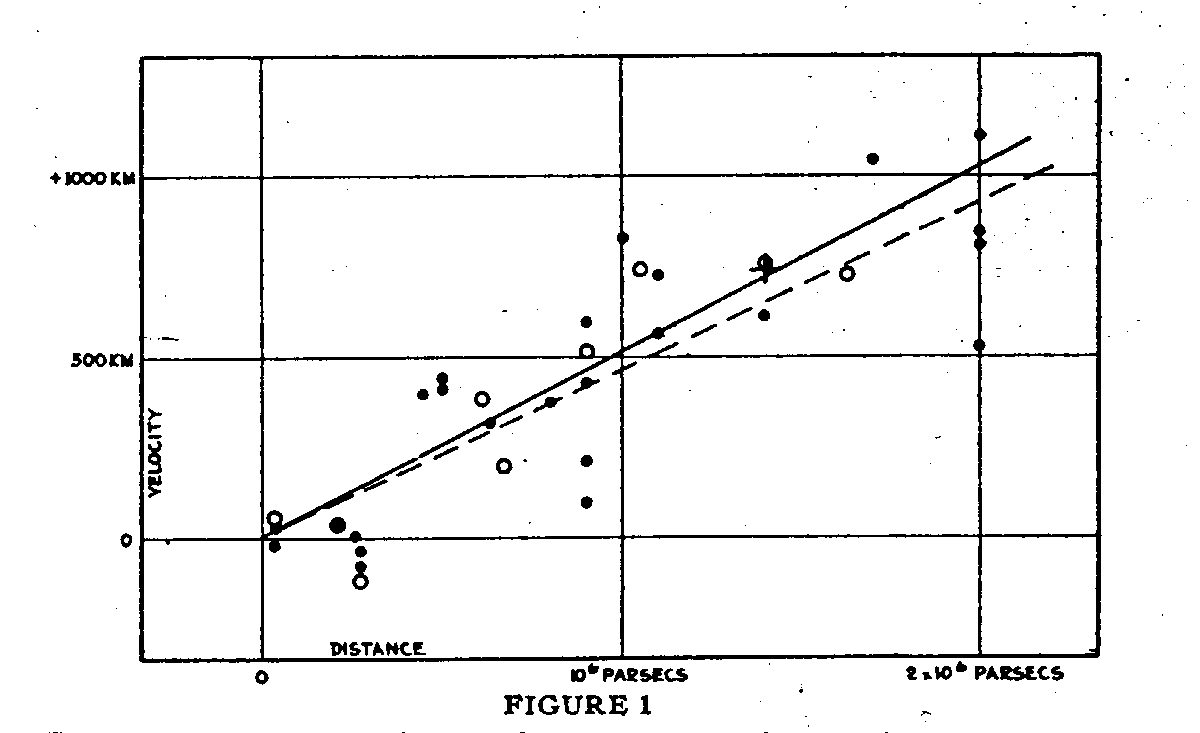 +1000 KM
500 KM
VELOCITY
0
DISTANCE
0
10⁶ PARSECS
2 x 10⁶ PARSECS
FIGURE 1